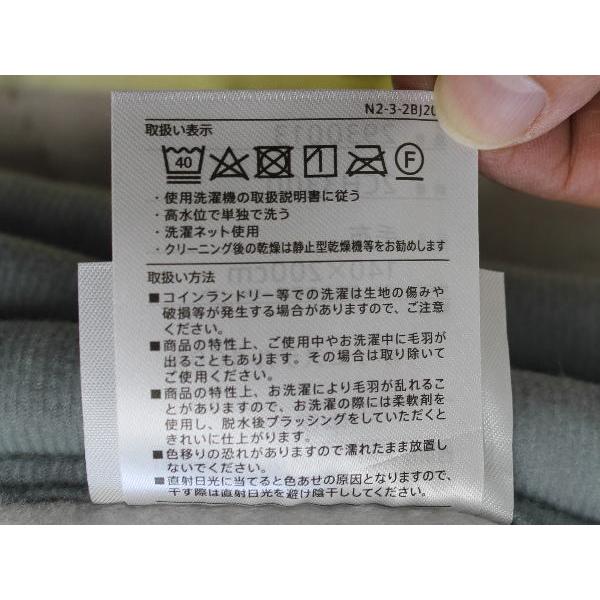 N2-3-2BJ20
取扱い表示
40 F
・使用洗濯機の取扱説明書に従う
・高水位で単独で洗う
・洗濯ネット使用
・クリーニング後の乾燥は静止型乾燥機等をお勧めします
取扱い方法
■コインランドリー等での洗濯は生地の傷みや
破損等が発生する場合がありますので、ご注意
ください。
■商品の特性上、ご使用中やお洗濯中に毛羽が
出ることもあります。その場合は取り除いて
ご使用ください。
■商品の特性上、お洗濯により毛羽が乱れるこ
とがありますので、お洗濯の際には柔軟剤を
使用し、脱水後ブラッシングをしていただくと
きれいに仕上がります。
■色移りの恐れがありますので濡れたまま放置し
ないでください。
■直射日光に当てると色あせの原因となりますので、
干す際は直射日光を避け陰干ししてください。